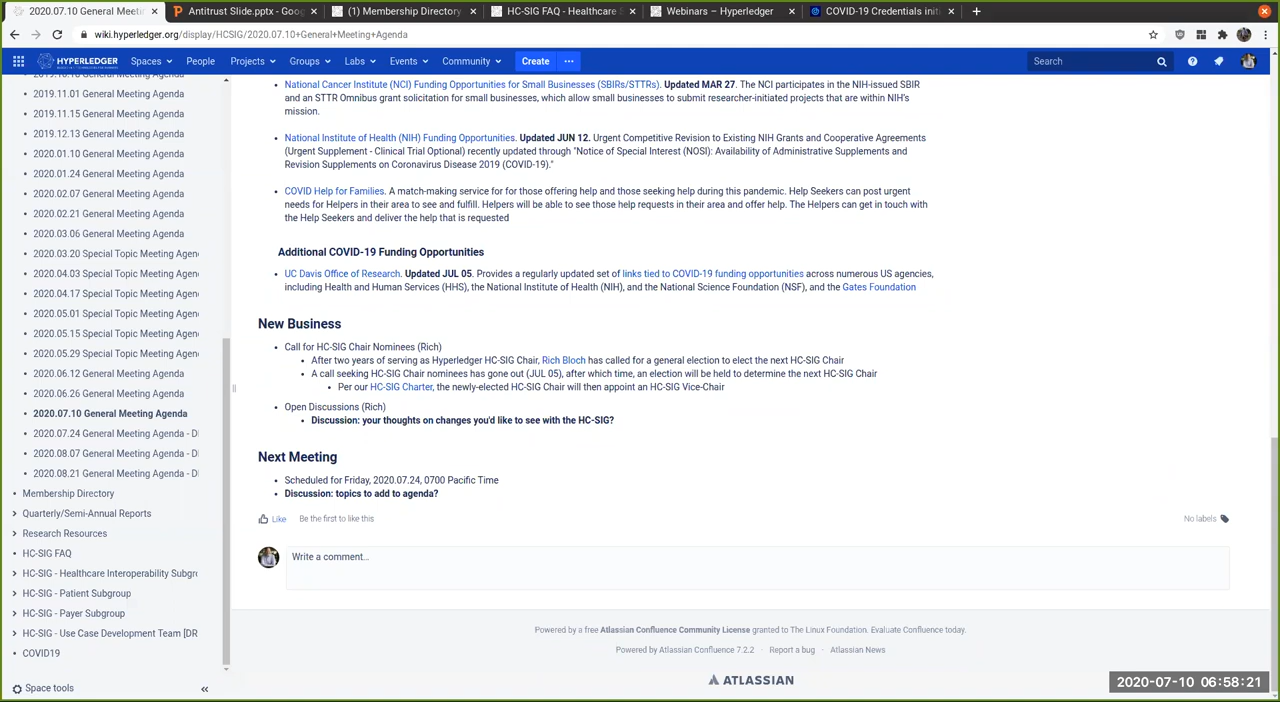 2020.07.10 General Meeting A
Antitrust Slide.pptx - Goo
(1) Membership Directory
HC-SIG FAQ - Healthcare S
Webinars – Hyperledger
COVID-19 Credentials init
wiki.hyperledger.org/display/HCSIG/2020.07.10+General+Meeting+Agenda
HYPERLEDGER Spaces People Projects Groups Labs Events Community Create ··· Search
2019.10.18 General Meeting Agenda
2019.11.01 General Meeting Agenda
2019.11.15 General Meeting Agenda
2019.12.13 General Meeting Agenda
2020.01.10 General Meeting Agenda
2020.01.24 General Meeting Agenda
2020.02.07 General Meeting Agenda
2020.02.21 General Meeting Agenda
2020.03.06 General Meeting Agenda
2020.03.20 Special Topic Meeting Agen
2020.04.03 Special Topic Meeting Agen
2020.04.17 Special Topic Meeting Agen
2020.05.01 Special Topic Meeting Agen
2020.05.15 Special Topic Meeting Agen
2020.05.29 Special Topic Meeting Agen
2020.06.12 General Meeting Agenda
2020.06.26 General Meeting Agenda
2020.07.10 General Meeting Agenda
2020.07.24 General Meeting Agenda - D
2020.08.07 General Meeting Agenda - D
2020.08.21 General Meeting Agenda - D
Membership Directory
Quarterly/Semi-Annual Reports
Research Resources
HC-SIG FAQ
HC-SIG - Healthcare Interoperability Subgro
HC-SIG - Patient Subgroup
HC-SIG - Payer Subgroup
HC-SIG - Use Case Development Team [DR
COVID19
Space tools
National Cancer Institute (NCI) Funding Opportunities for Small Businesses (SBIRs/STTRs). Updated MAR 27. The NCI participates in the NIH-issued SBIR
and an STTR Omnibus grant solicitation for small businesses, which allow small businesses to submit researcher-initiated projects that are within NIH's
mission.
National Institute of Health (NIH) Funding Opportunities. Updated JUN 12. Urgent Competitive Revision to Existing NIH Grants and Cooperative Agreements
(Urgent Supplement - Clinical Trial Optional) recently updated through "Notice of Special Interest (NOSI): Availability of Administrative Supplements and
Revision Supplements on Coronavirus Disease 2019 (COVID-19)."
COVID Help for Families. A match-making service for for those offering help and those seeking help during this pandemic. Help Seekers can post urgent
needs for Helpers in their area to see and fulfill. Helpers will be able to see those help requests in their area and offer help. The Helpers can get in touch with
the Help Seekers and deliver the help that is requested
Additional COVID-19 Funding Opportunities
UC Davis Office of Research. Updated JUL 05. Provides a regularly updated set of links tied to COVID-19 funding opportunities across numerous US agencies,
including Health and Human Services (HHS), the National Institute of Health (NIH), and the National Science Foundation (NSF), and the Gates Foundation
New Business
Call for HC-SIG Chair Nominees (Rich)
After two years of serving as Hyperledger HC-SIG Chair, Rich Bloch has called for a general election to elect the next HC-SIG Chair
A call seeking HC-SIG Chair nominees has gone out (JUL 05), after which time, an election will be held to determine the next HC-SIG Chair
Per our HC-SIG Charter, the newly-elected HC-SIG Chair will then appoint an HC-SIG Vice-Chair
Open Discussions (Rich)
Discussion: your thoughts on changes you'd like to see with the HC-SIG?
Next Meeting
Scheduled for Friday, 2020.07.24, 0700 Pacific Time
Discussion: topics to add to agenda?
Like Be the first to like this
No labels
Write a comment...
Powered by a free Atlassian Confluence Community License granted to The Linux Foundation. Evaluate Confluence today.
Powered by Atlassian Confluence 7.2.2 · Report a bug · Atlassian News
ATLASSIAN
2020-07-10 06:58:21